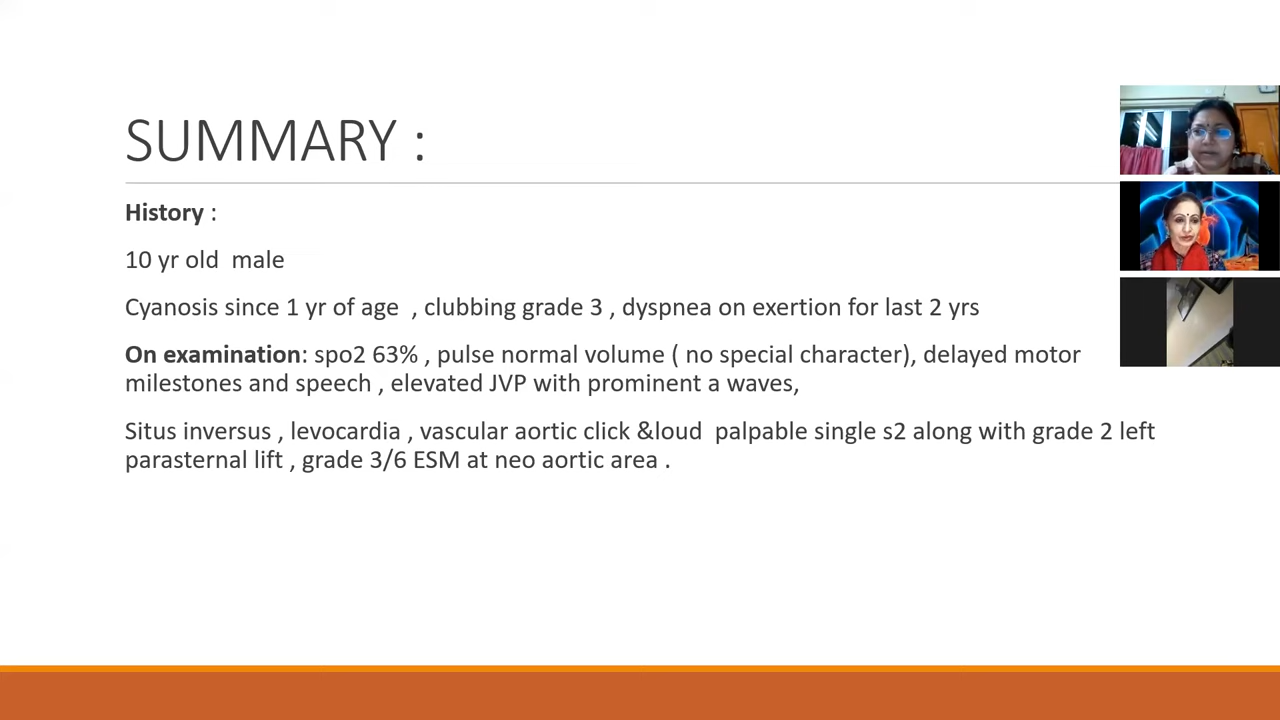 SUMMARY :
History :
10 yr old  male
Cyanosis since 1 yr of age  , clubbing grade 3 , dyspnea on exertion for last 2 yrs
On examination: spo2 63% , pulse normal volume ( no special character), delayed motor
milestones and speech , elevated JVP with prominent a waves,
Situs inversus , levocardia , vascular aortic click &loud  palpable single s2 along with grade 2 left
parasternal lift , grade 3/6 ESM at neo aortic area .